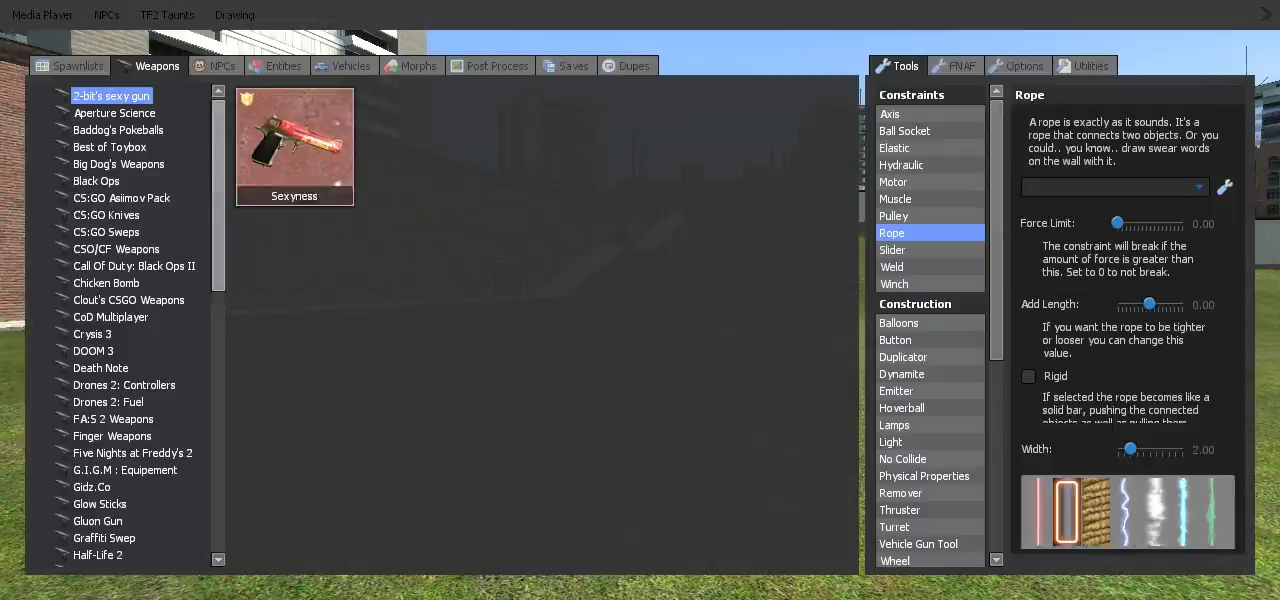 Media Player NPCs TF2 Taunts Drawing
Spawnlists Weapons NPCs Entities Vehicles Morphs Post Process Saves Dupes
2-bit's sexy gun
Aperture Science
Baddog's Pokeballs
Best of Toybox
Big Dog's Weapons
Black Ops
CS:GO Asiimov Pack
CS:GO Knives
CS:GO Sweps
CSO/CF Weapons
Call Of Duty: Black Ops II
Chicken Bomb
Clout's CSGO Weapons
CoD Multiplayer
Crysis 3
DOOM 3
Death Note
Drones 2: Controllers
Drones 2: Fuel
FA:S 2 Weapons
Finger Weapons
Five Nights at Freddy's 2
G.I.G.M : Equipement
Gidz.Co
Glow Sticks
Gluon Gun
Graffiti Swep
Half-Life 2
Sexyness
Tools FNAF Options Utilities
Constraints
Axis
Ball Socket
Elastic
Hydraulic
Motor
Muscle
Pulley
Rope
Slider
Weld
Winch
Construction
Balloons
Button
Duplicator
Dynamite
Emitter
Hoverball
Lamps
Light
No Collide
Physical Properties
Remover
Thruster
Turret
Vehicle Gun Tool
Wheel
Rope
A rope is exactly as it sounds. It's a
rope that connects two objects. Or you
could.. you know.. draw swear words
on the wall with it.
Force Limit: 0.00
The constraint will break if the
amount of force is greater than
this. Set to 0 to not break.
Add Length: 0.00
If you want the rope to be tighter
or looser you can change this
value.
Rigid
If selected the rope becomes like a
solid bar, pushing the connected
objects as well as pulling them
Width: 2.00